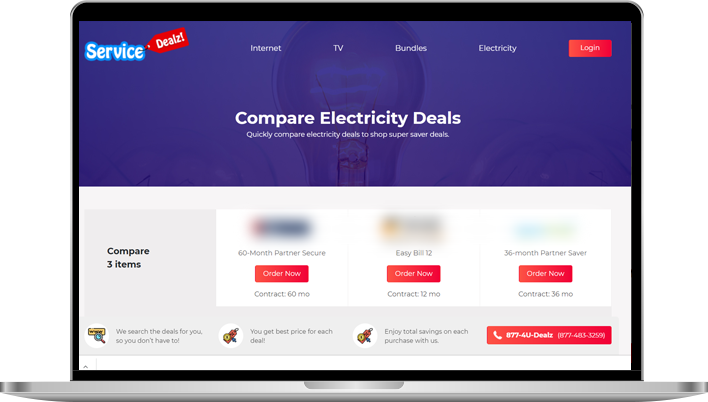 Service Dealz!
Internet TV Bundles Electricity Login
Compare Electricity Deals
Quickly compare electricity deals to shop super saver deals.
Compare
3 items
60-Month Partner Secure
Order Now
Contract: 60 mo
Easy Bill 12
Order Now
Contract: 12 mo
36-month Partner Saver
Order Now
Contract: 36 mo
We search the deals for you,
so you don't have to!
You get best price for each
deal!
Enjoy total savings on each
purchase with us.
877-4U-Dealz (877-483-3259)